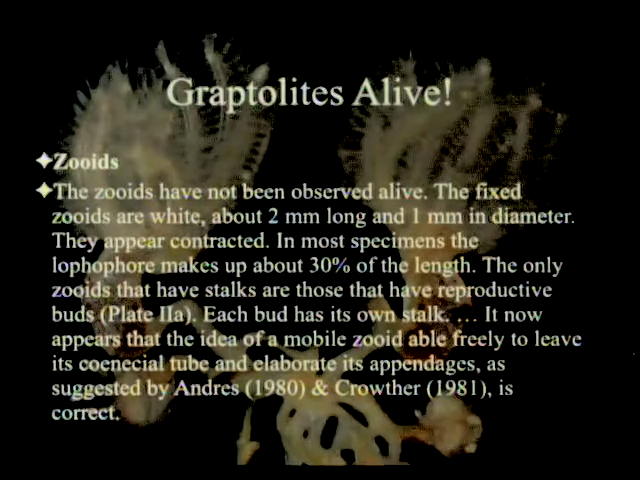 Graptolites Alive!
✦Zooids
✦The zooids have not been observed alive. The fixed
zooids are white, about 2 mm long and 1 mm in diameter.
They appear contracted. In most specimens the
lophophore makes up about 30% of the length. The only
zooids that have stalks are those that have reproductive
buds (Plate IIa). Each bud has its own stalk. … It now
appears that the idea of a mobile zooid able freely to leave
its coenecial tube and elaborate its appendages, as
suggested by Andres (1980) & Crowther (1981), is
correct.